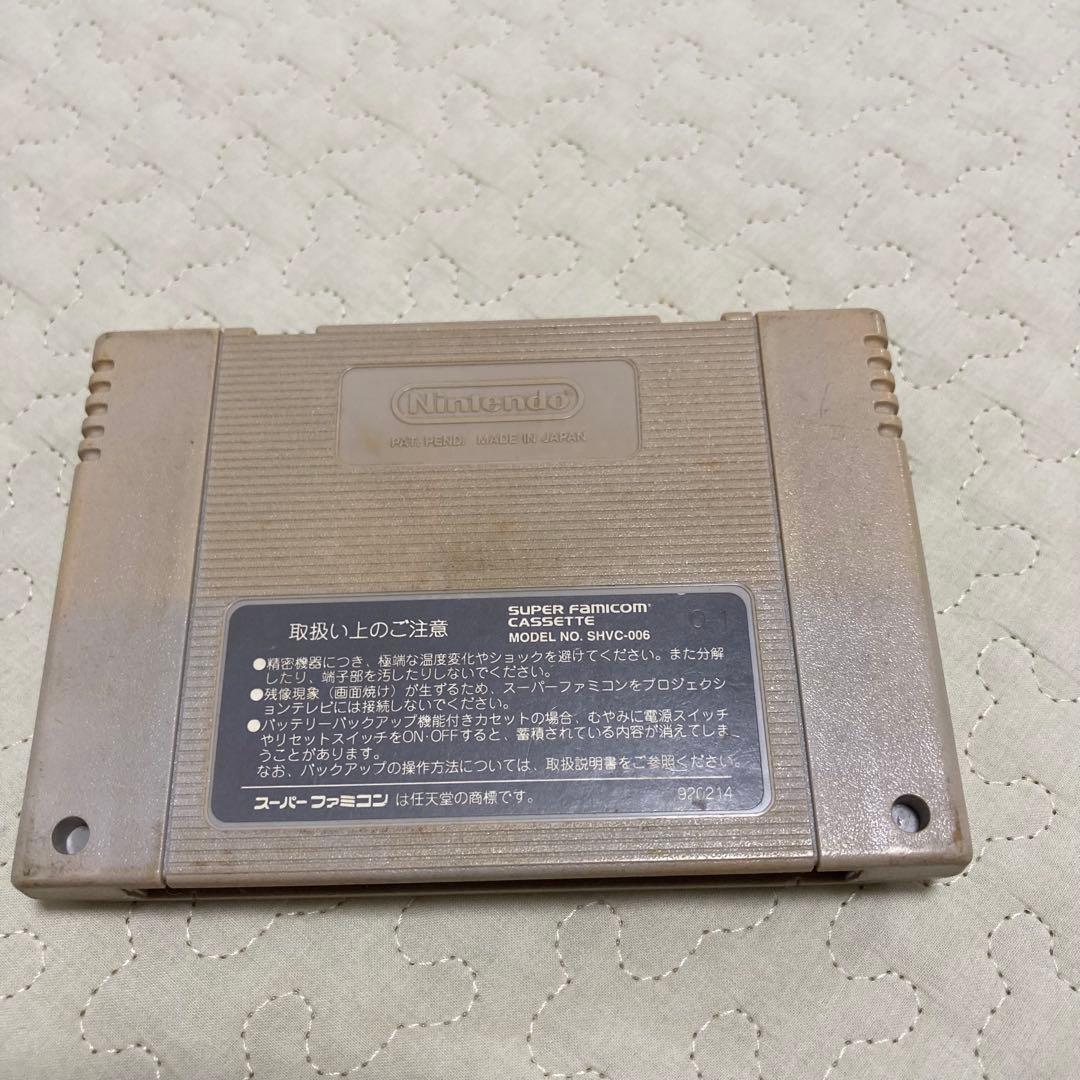 Nintendo®
PAT. PEND. MADE IN JAPAN
取扱い上のご注意
SUPER FAMICOM
CASSETTE
MODEL NO. SHVC-006
●精密機器につき、極端な温度変化やショックを避けてください。また分解
したり、端子部を汚したりしないでください。
●残像現象（画面焼け）が生ずるため、スーパーファミコンをプロジェクシ
ョンテレビには接続しないでください。
●バッテリーバックアップ機能付きカセットの場合、むやみに電源スイッチ
やリセットスイッチをON·OFFすると、蓄積されている内容が消えてしま
うことがあります。
なお、バックアップの操作方法については、取扱説明書をご参照ください。
スーパーファミコン は任天堂の商標です。
920214